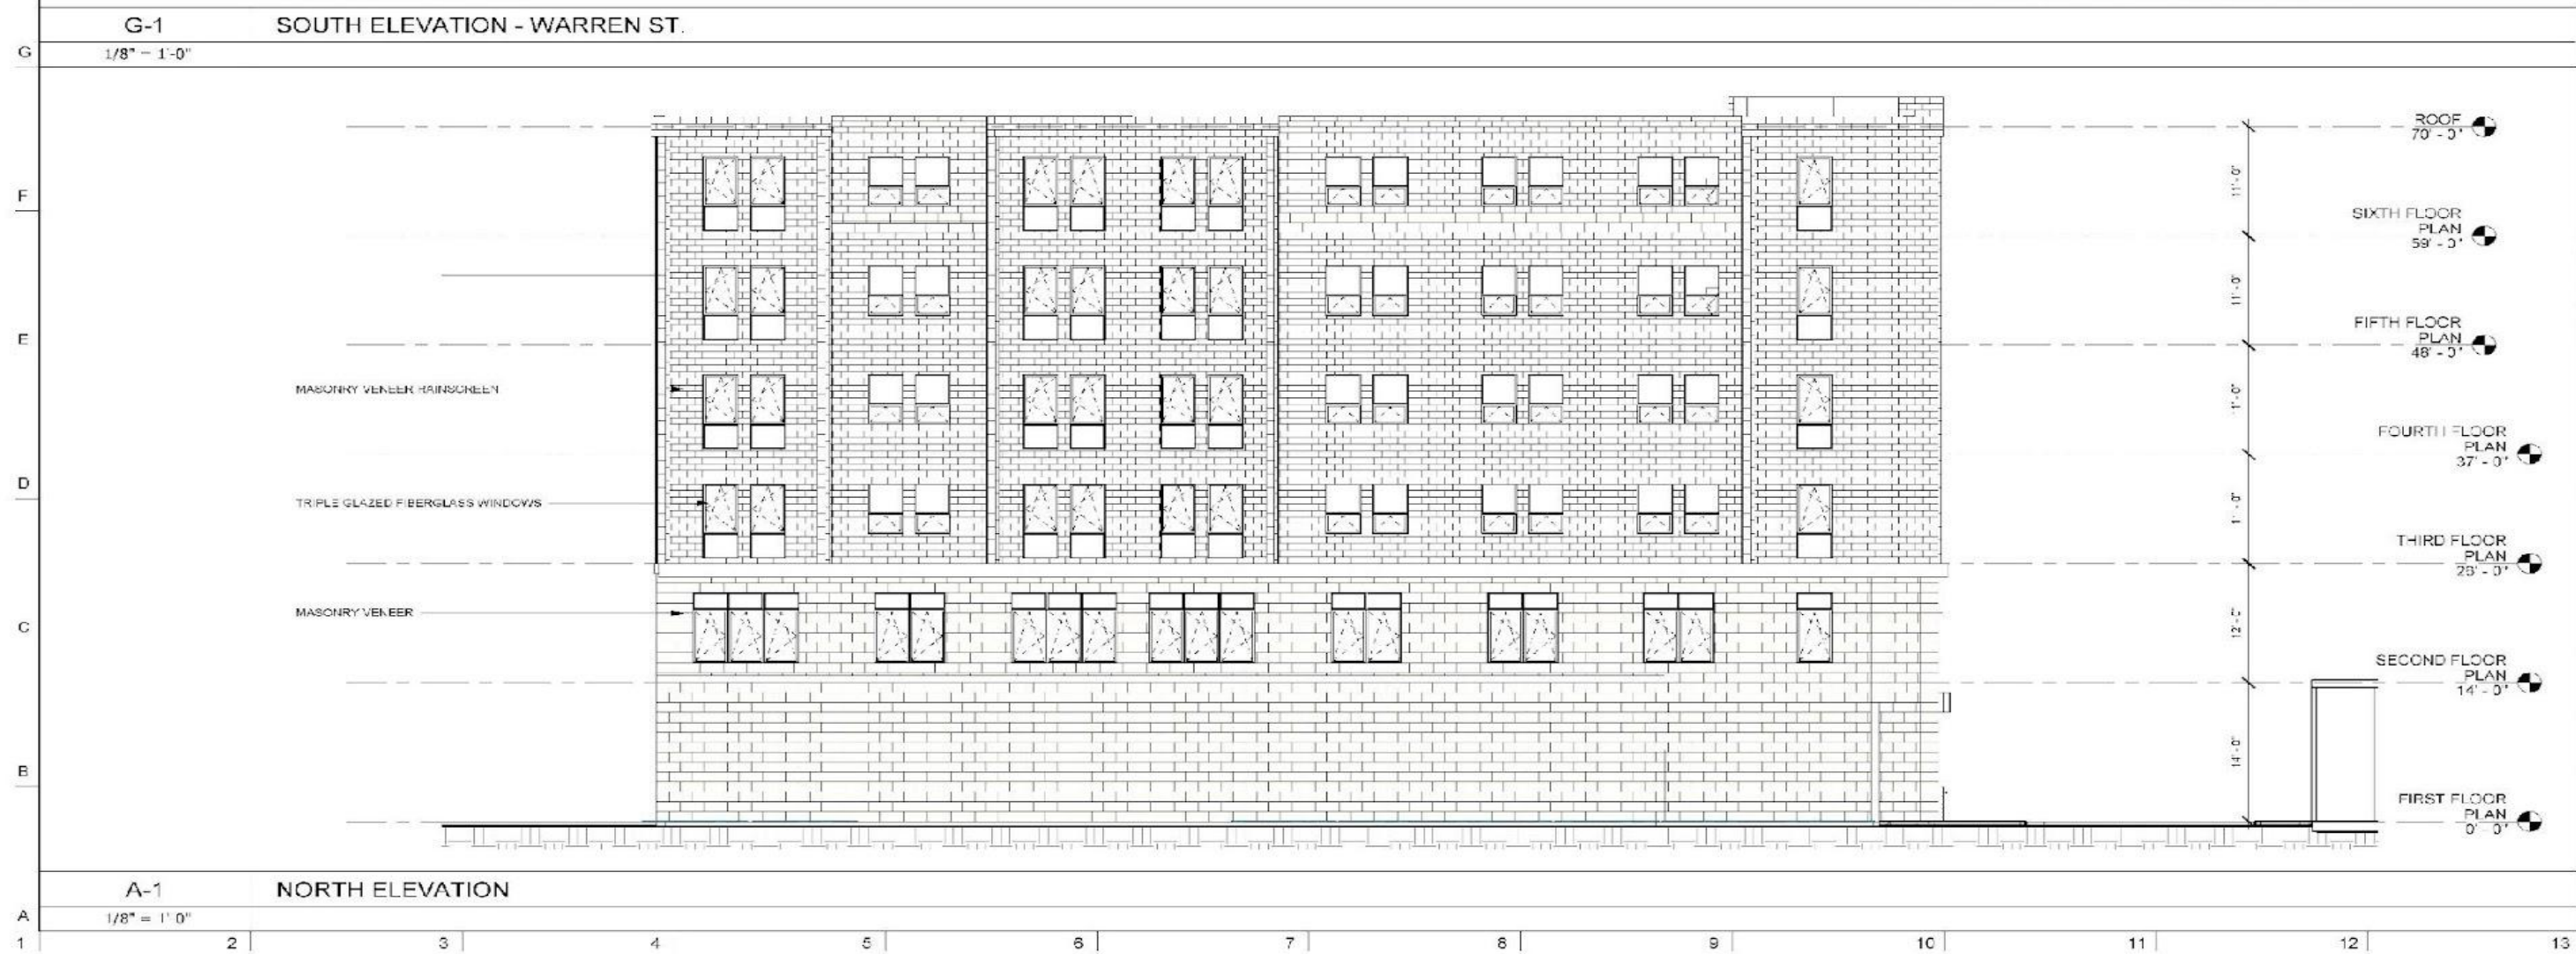 G-1 SOUTH ELEVATION - WARREN ST.
G
1/8" = 1'-0"
ROOF
70' - 0"
11'-0"
F
SIXTH FLOOR
PLAN
59' - 0"
11'-0"
FIFTH FLOOR
PLAN
48' - 0"
E
MASONRY VENEER RAINSCREEN
FOURTH FLOOR
PLAN
37' - 0"
D
TRIPLE GLAZED FIBERGLASS WINDOWS
THIRD FLOOR
PLAN
MASONRY VENEER
C
12'-0"
SECOND FLOOR
PLAN
14' - 0"
14'-0"
B
FIRST FLOOR
PLAN
0' - 0"
A-1 NORTH ELEVATION
A
1/8" = 1' 0"
1 2 3 4 5 6 7 8 9 10 11 12 13